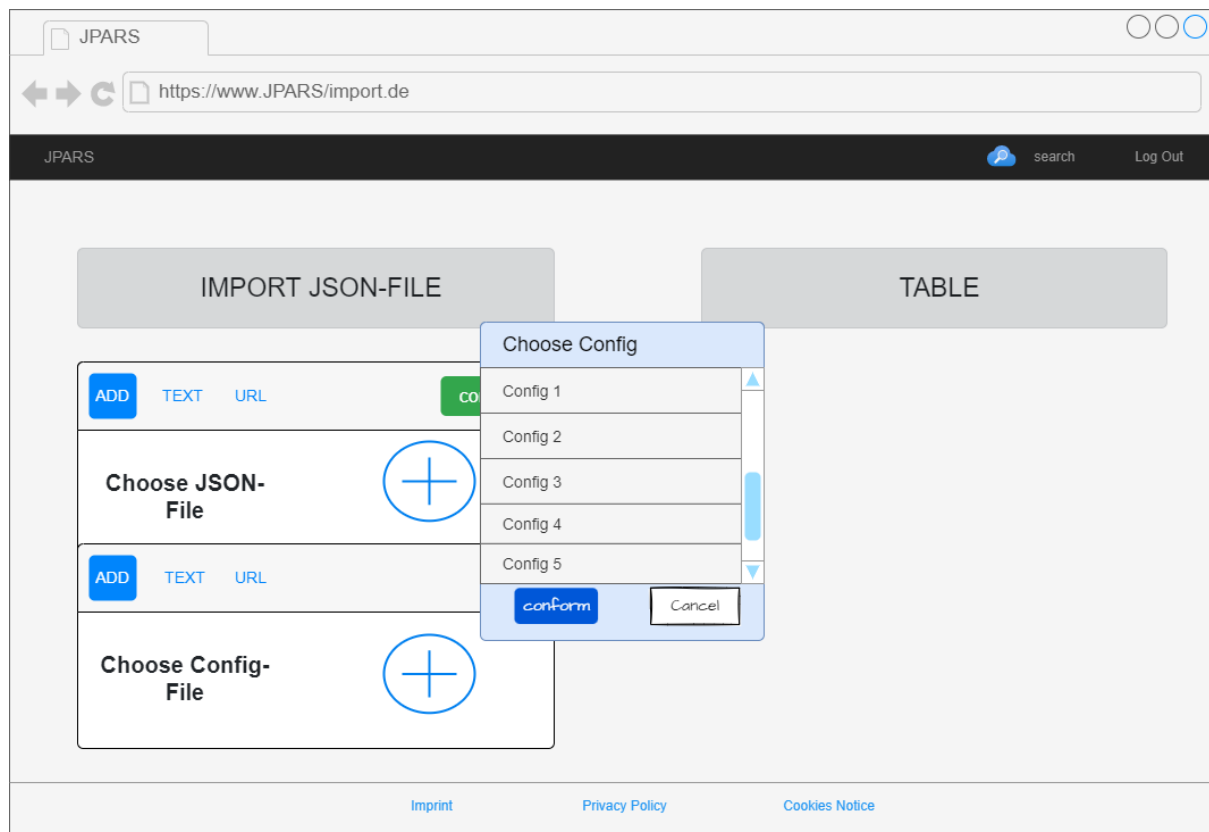 JPARS
https://www.JPARS/import.de
JPARS
search
Log Out
IMPORT JSON-FILE
TABLE
Choose Config
ADD
TEXT
URL
Config 1
Config 2
Choose JSON-
File
Config 3
Config 4
Config 5
ADD
TEXT
URL
conform
Cancel
Choose Config-
File
Imprint
Privacy Policy
Cookies Notice